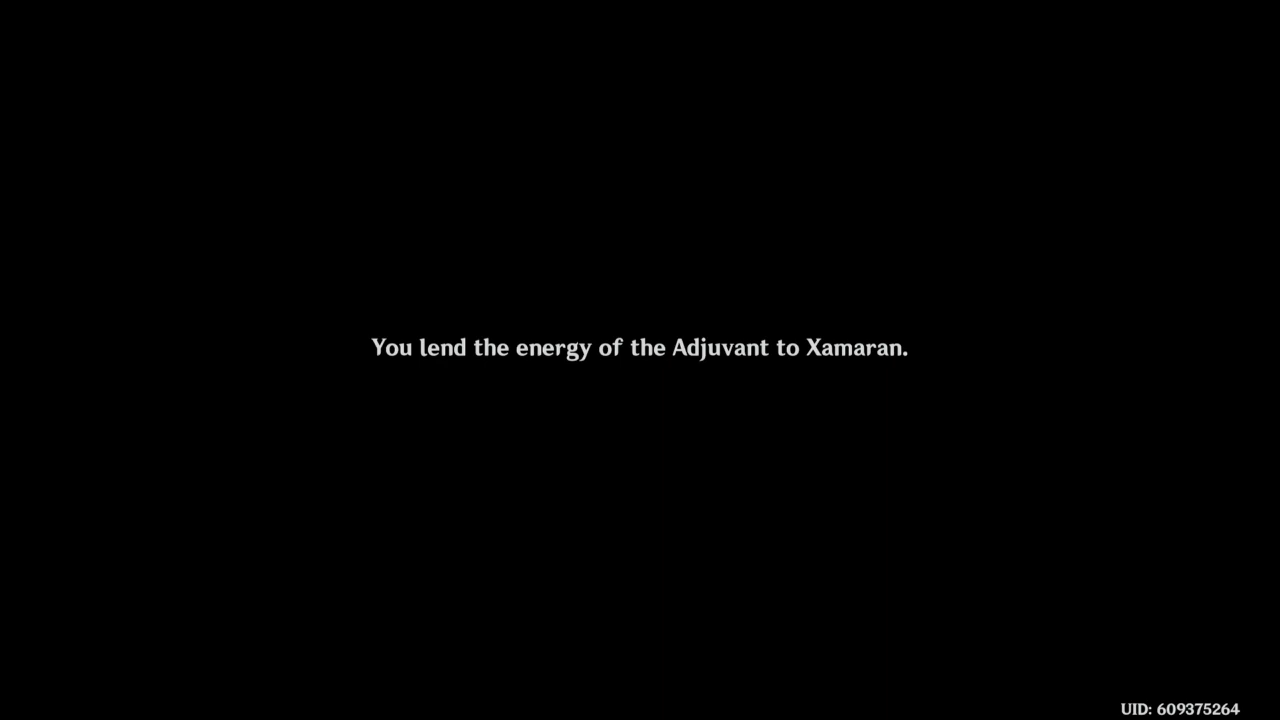 You lend the energy of the Adjuvant to Xamaran.
UID: 609375264